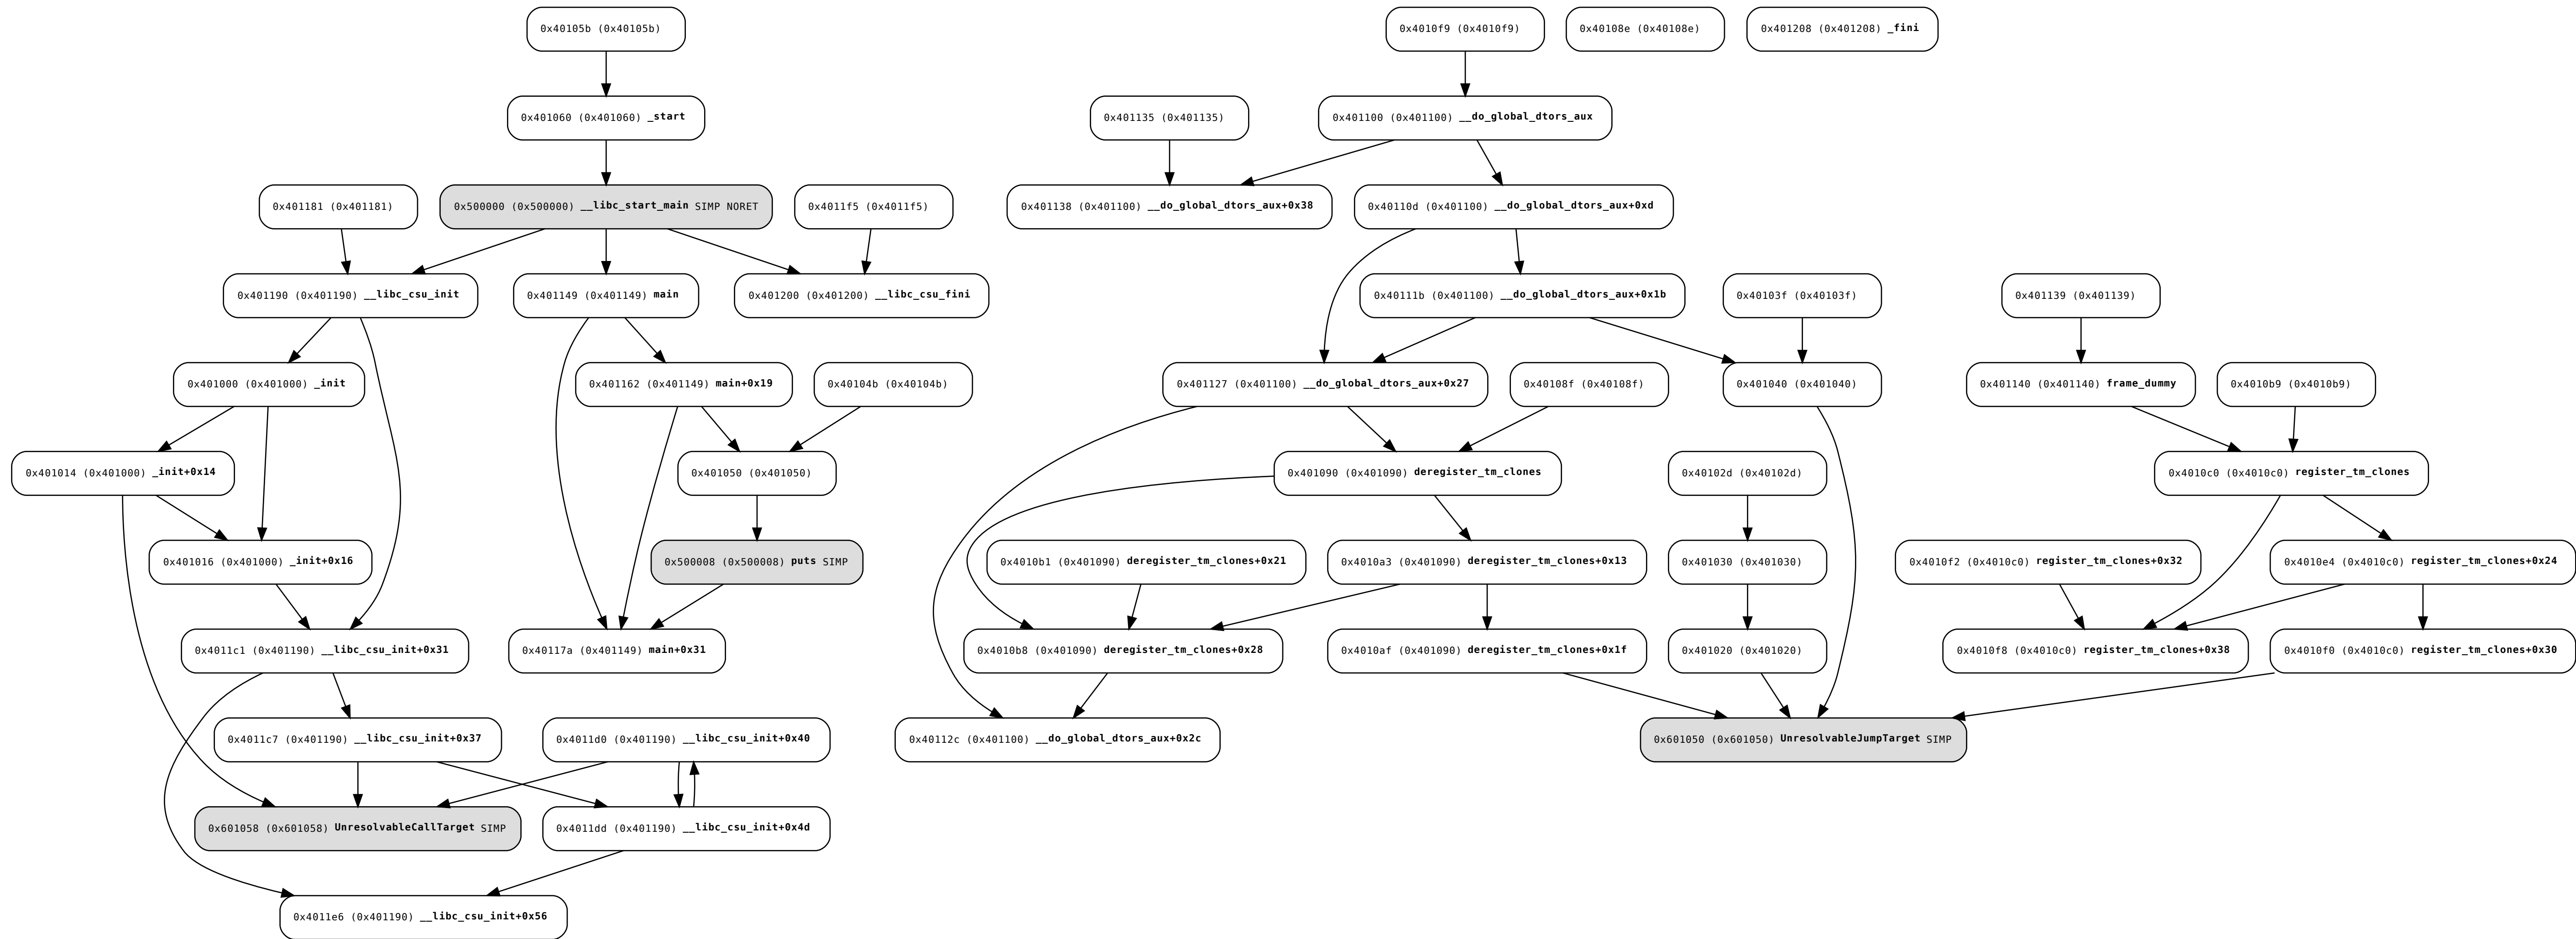 0x40105b (0x40105b)
0x4010f9 (0x4010f9)
0x40108e (0x40108e)
0x401208 (0x401208) _fini
0x401060 (0x401060) _start
0x401135 (0x401135)
0x401100 (0x401100) __do_global_dtors_aux
0x401181 (0x401181)
0x500000 (0x500000) __libc_start_main SIMP NORET
0x4011f5 (0x4011f5)
0x401138 (0x401100) __do_global_dtors_aux+0x38
0x40110d (0x401100) __do_global_dtors_aux+0xd
0x401190 (0x401190) __libc_csu_init
0x401149 (0x401149) main
0x401200 (0x401200) __libc_csu_fini
0x40111b (0x401100) __do_global_dtors_aux+0x1b
0x40103f (0x40103f)
0x401139 (0x401139)
0x401000 (0x401000) _init
0x401162 (0x401149) main+0x19
0x40104b (0x40104b)
0x401127 (0x401100) __do_global_dtors_aux+0x27
0x40108f (0x40108f)
0x401040 (0x401040)
0x401140 (0x401140) frame_dummy
0x4010b9 (0x4010b9)
0x401014 (0x401000) _init+0x14
0x401050 (0x401050)
0x401090 (0x401090) deregister_tm_clones
0x40102d (0x40102d)
0x4010c0 (0x4010c0) register_tm_clones
0x401016 (0x401000) _init+0x16
0x500008 (0x500008) puts SIMP
0x4010b1 (0x401090) deregister_tm_clones+0x21
0x4010a3 (0x401090) deregister_tm_clones+0x13
0x401030 (0x401030)
0x4010f2 (0x4010c0) register_tm_clones+0x32
0x4010e4 (0x4010c0) register_tm_clones+0x24
0x4011c1 (0x401190) __libc_csu_init+0x31
0x40117a (0x401149) main+0x31
0x4010b8 (0x401090) deregister_tm_clones+0x28
0x4010af (0x401090) deregister_tm_clones+0x1f
0x401020 (0x401020)
0x4010f8 (0x4010c0) register_tm_clones+0x38
0x4010f0 (0x4010c0) register_tm_clones+0x30
0x4011c7 (0x401190) __libc_csu_init+0x37
0x4011d0 (0x401190) __libc_csu_init+0x40
0x40112c (0x401100) __do_global_dtors_aux+0x2c
0x601050 (0x601050) UnresolvableJumpTarget SIMP
0x601058 (0x601058) UnresolvableCallTarget SIMP
0x4011dd (0x401190) __libc_csu_init+0x4d
0x4011e6 (0x401190) __libc_csu_init+0x56